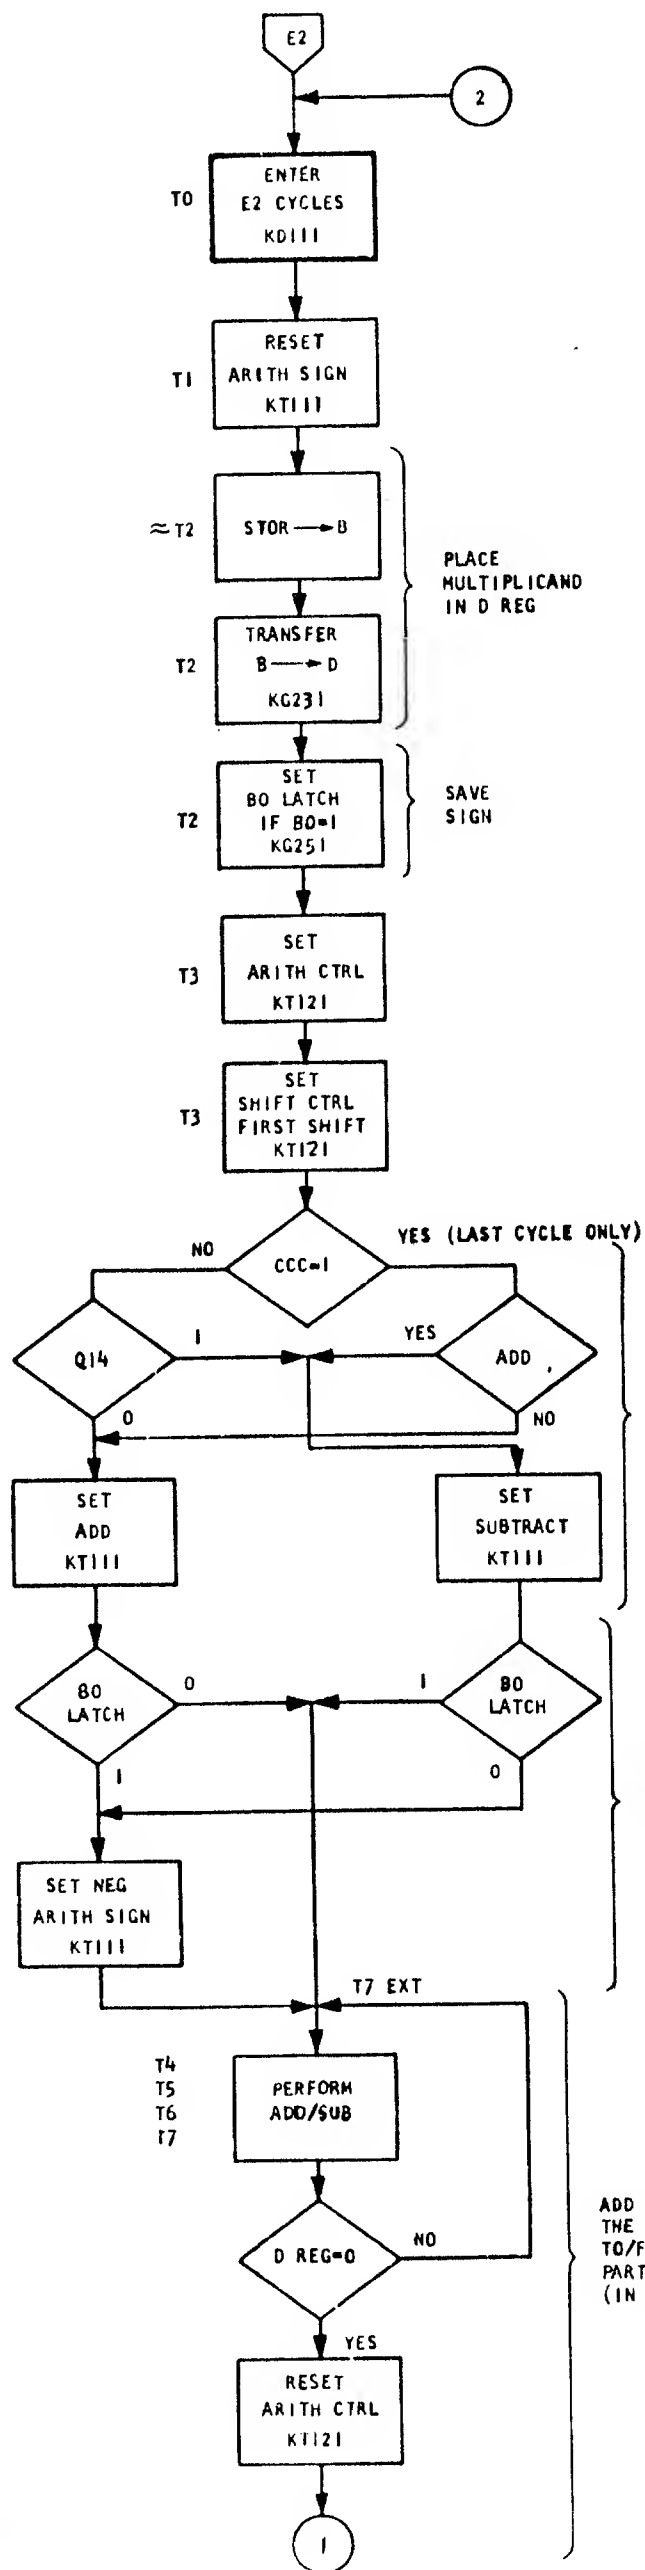 E2
2
T0
ENTER
E2 CYCLES
KD111
T1
RESET
ARITH SIGN
KT111
≈T2
STOR → B
PLACE
MULTIPLICAND
IN D REG
T2
TRANSFER
B → D
KG231
T2
SET
B0 LATCH
IF B0=1
KG251
SAVE
SIGN
T3
SET
ARITH CTRL
KT121
T3
SET
SHIFT CTRL
FIRST SHIFT
KT121
NO
CCC=1
YES (LAST CYCLE ONLY)
Q14
1
YES
ADD
0
NO
SET
ADD
KT111
SET
SUBTRACT
KT111
B0
LATCH
0
1
B0
LATCH
1
0
SET NEG
ARITH SIGN
KT111
T7 EXT
T4
T5
T6
T7
PERFORM
ADD/SUB
D REG=0
NO
ADD
THE
TO/F
PART
(IN
YES
RESET
ARITH CTRL
KT121
1